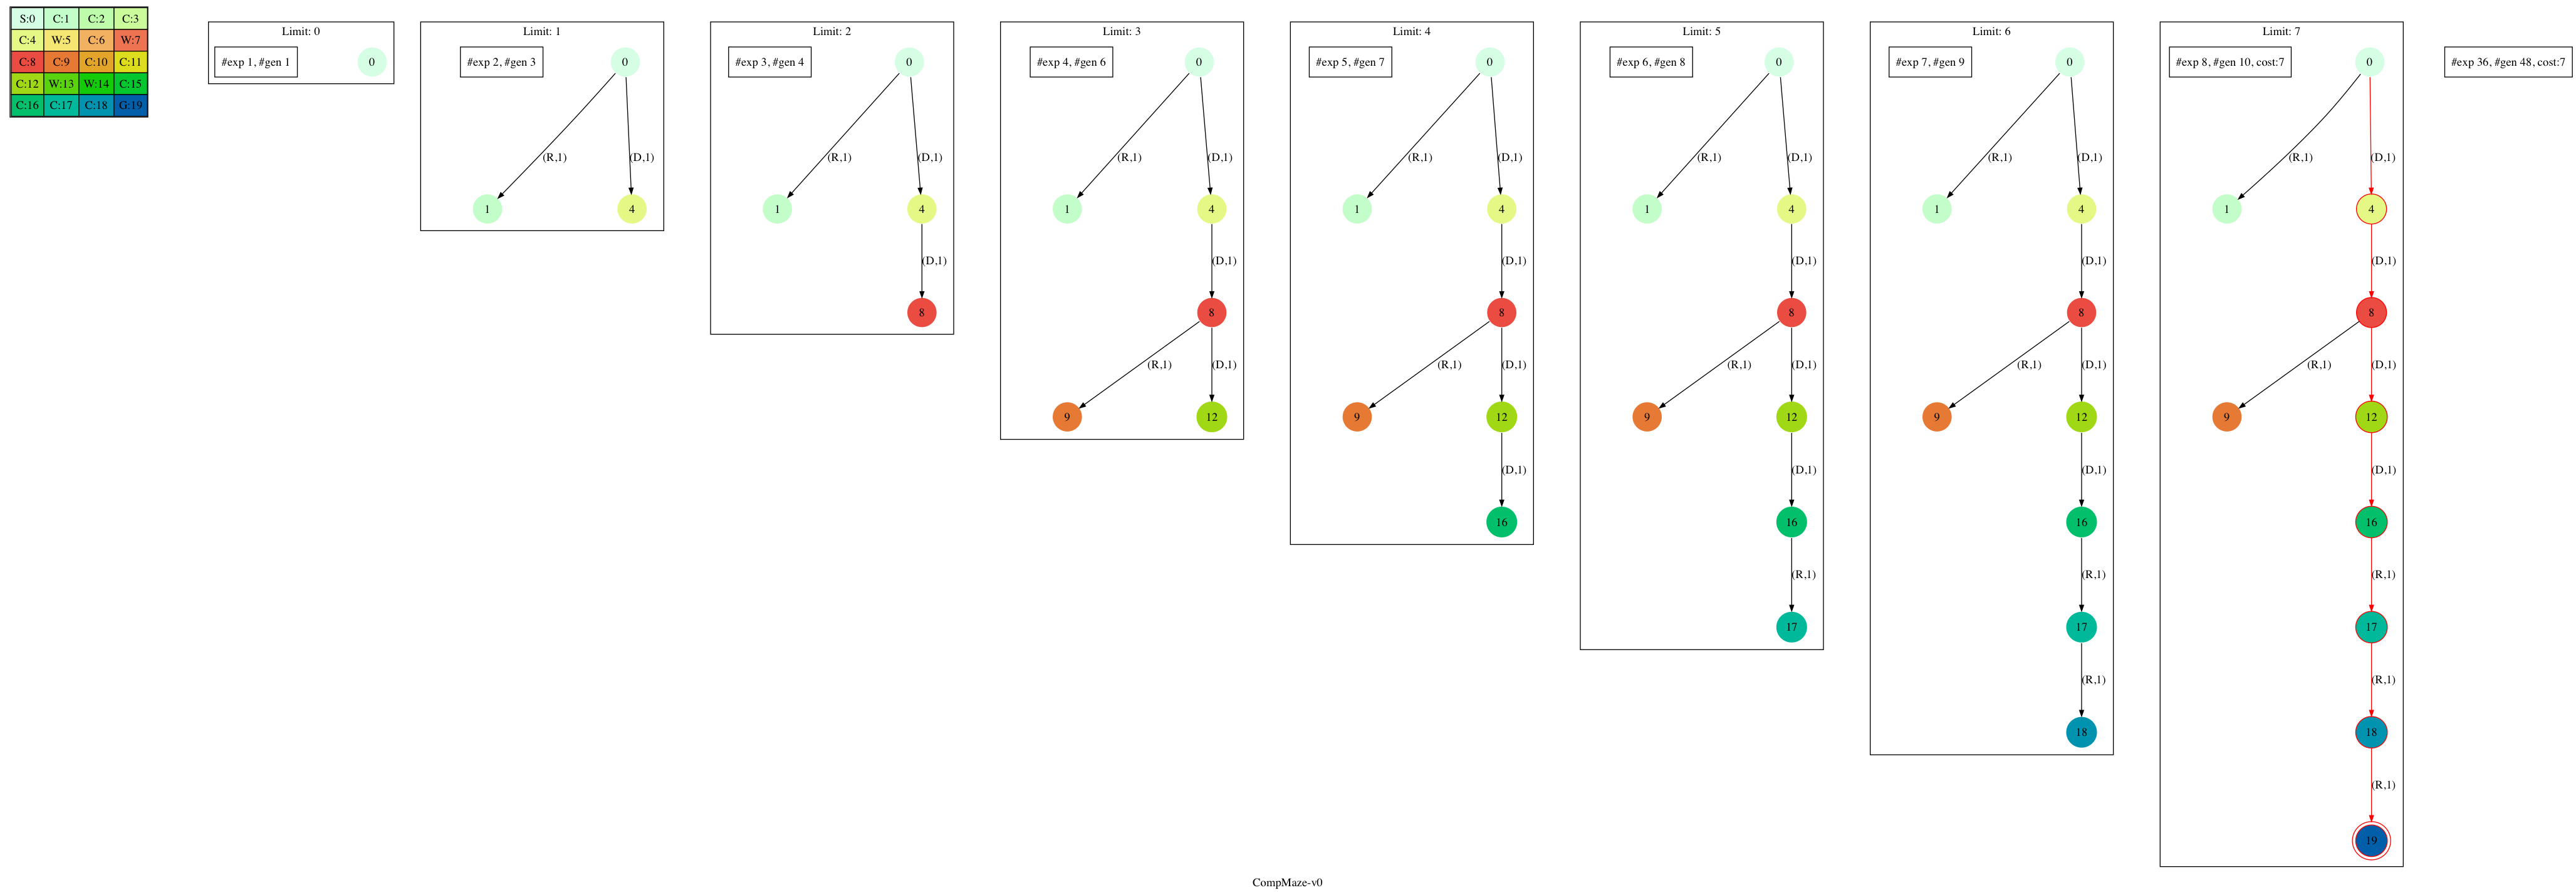 S:0 C:1 C:2 C:3
C:4 W:5 C:6 W:7
C:8 C:9 C:10 C:11
C:12 W:13 W:14 C:15
C:16 C:17 C:18 G:19
Limit: 0
#exp 1, #gen 1
0
Limit: 1
#exp 2, #gen 3
0
(R,1) (D,1)
1 4
Limit: 2
#exp 3, #gen 4
0
(R,1) (D,1)
1 4
(D,1)
8
Limit: 3
#exp 4, #gen 6
0
(R,1) (D,1)
1 4
(D,1)
8
(R,1) (D,1)
9 12
Limit: 4
#exp 5, #gen 7
0
(R,1) (D,1)
1 4
(D,1)
8
(R,1) (D,1)
9 12
(D,1)
16
Limit: 5
#exp 6, #gen 8
0
(R,1) (D,1)
1 4
(D,1)
8
(R,1) (D,1)
9 12
(D,1)
16
(R,1)
17
Limit: 6
#exp 7, #gen 9
0
(R,1) (D,1)
1 4
(D,1)
8
(R,1) (D,1)
9 12
(D,1)
16
(R,1)
17
(R,1)
18
Limit: 7
#exp 8, #gen 10, cost:7
0
(R,1) (D,1)
1 4
(D,1)
8
(R,1) (D,1)
9 12
(D,1)
16
(R,1)
17
(R,1)
18
(R,1)
19
#exp 36, #gen 48, cost:7
CompMaze-v0